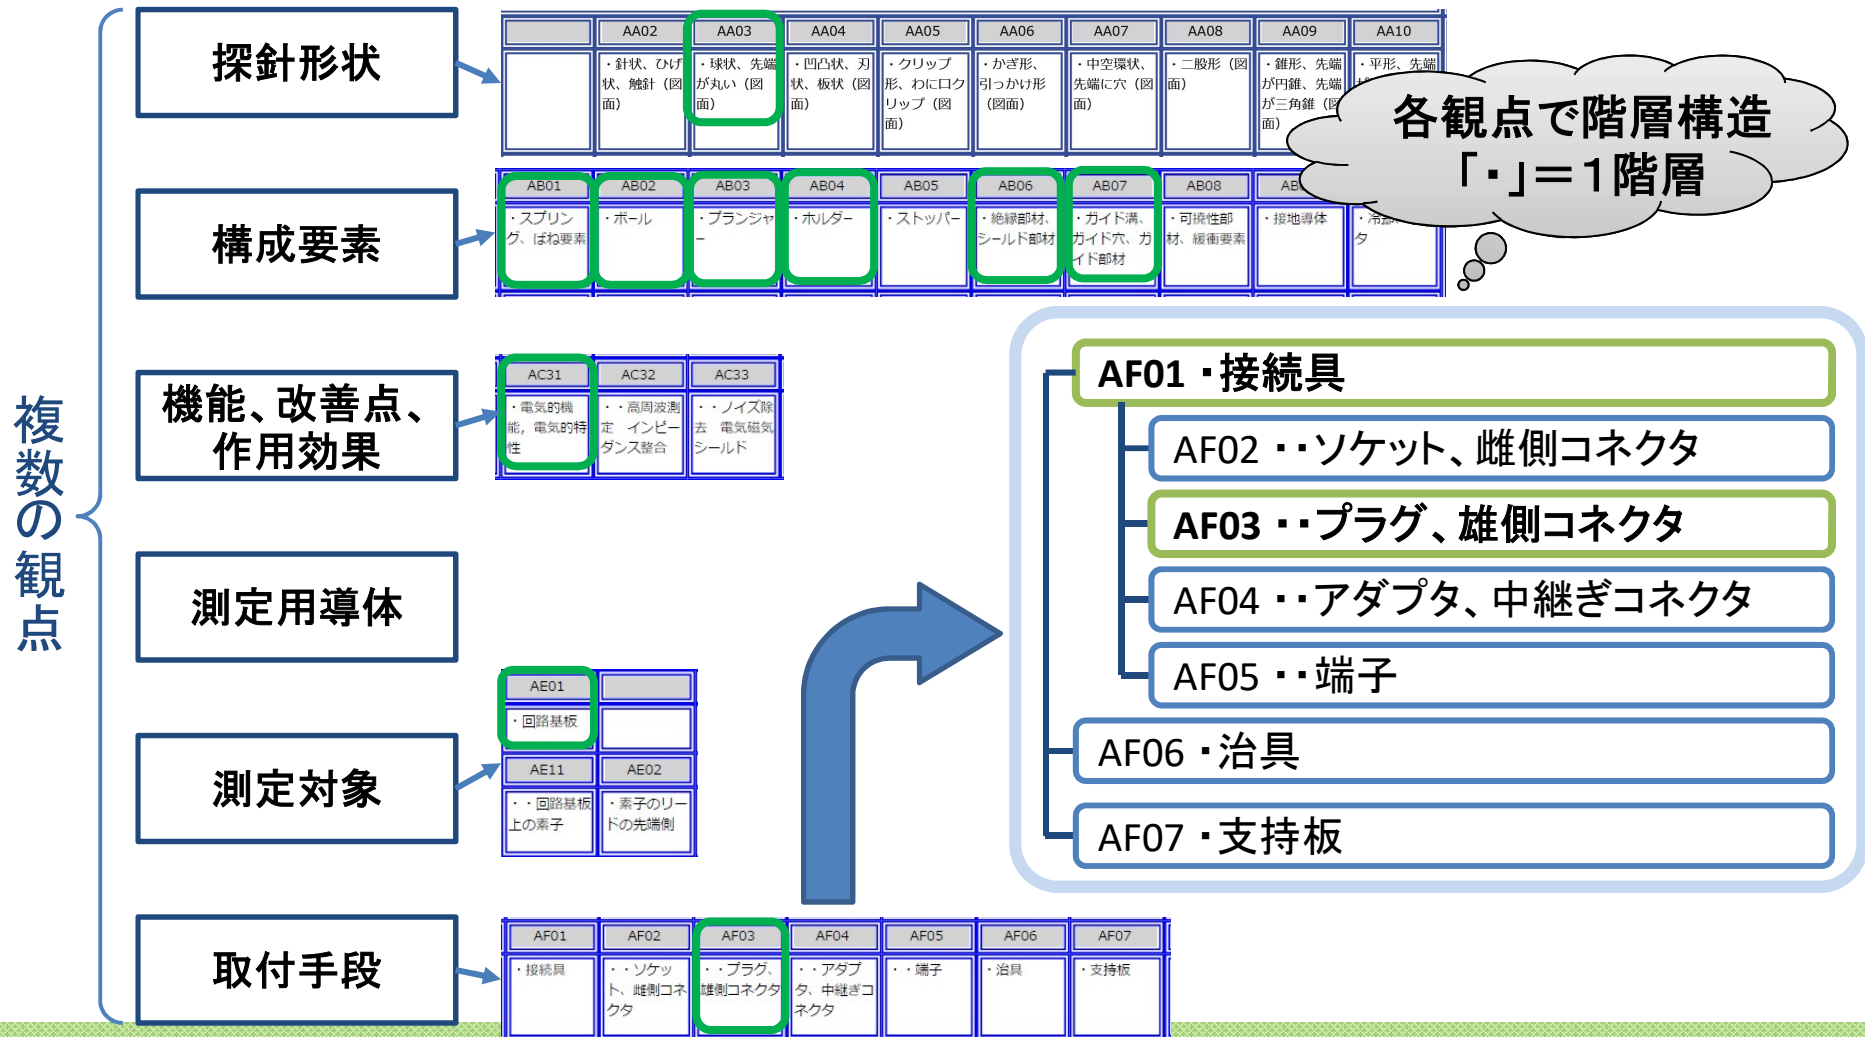 複数の観点
探針形状
AA02 AA03 AA04 AA05 AA06 AA07 AA08 AA09 AA10
・針状、ひげ状、触針（図面）
・球状、先端が丸い（図面）
・凹凸状、刃状、板状（図面）
・クリップ形、わに口クリップ（図面）
・かぎ形、引っかけ形（図面）
・中空環状、先端に穴（図面）
・二股形（図面）
・錐形、先端が円錐、先端が三角錐（図面）
・平形、先端
各観点で階層構造
「・」＝1階層
構成要素
AB01 AB02 AB03 AB04 AB05 AB06 AB07 AB08
・スプリング、ばね要素
・ボール
・プランジャー
・ホルダー
・ストッパー
・絶縁部材、シールド部材
・ガイド溝、ガイド穴、ガイド部材
・可撓性部材、緩衝要素
・接地導体
機能、改善点、
作用効果
AC31 AC32 AC33
・電気的機能，電気的特性
・・高周波測定 インピーダンス整合
・・ノイズ除去 電気磁気シールド
測定用導体
測定対象
AE01
・回路基板
AE11 AE02
・・回路基板上の素子
・素子のリードの先端側
取付手段
AF01 AF02 AF03 AF04 AF05 AF06 AF07
・接続具
・・ソケット、雌側コネクタ
・・プラグ、雄側コネクタ
・・アダプタ、中継ぎコネクタ
・・端子
・治具
・支持板
AF01 ・接続具
AF02 ・・ソケット、雌側コネクタ
AF03 ・・プラグ、雄側コネクタ
AF04 ・・アダプタ、中継ぎコネクタ
AF05 ・・端子
AF06 ・治具
AF07 ・支持板